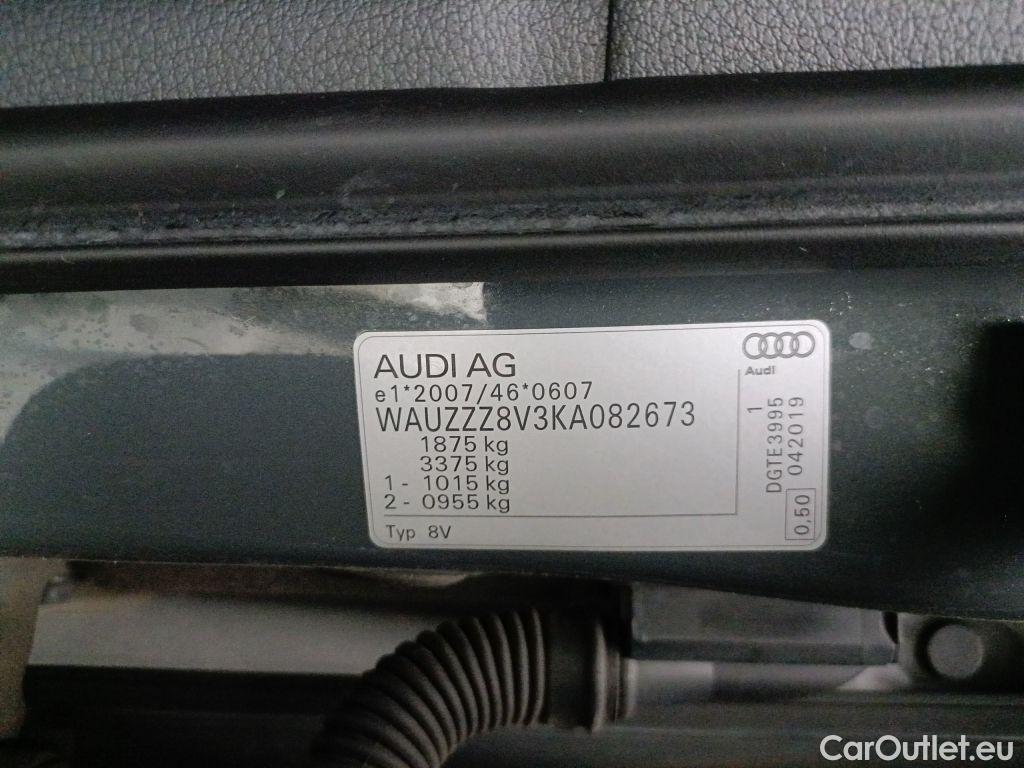 AUDI AG
e1*2007/46*0607
WAUZZZ8V3KA082673
1875 kg
3375 kg
1 - 1015 kg
2 - 0955 kg
Typ 8V
Audi
1
DGTE3995
042019
0,50
CarOutlet.eu